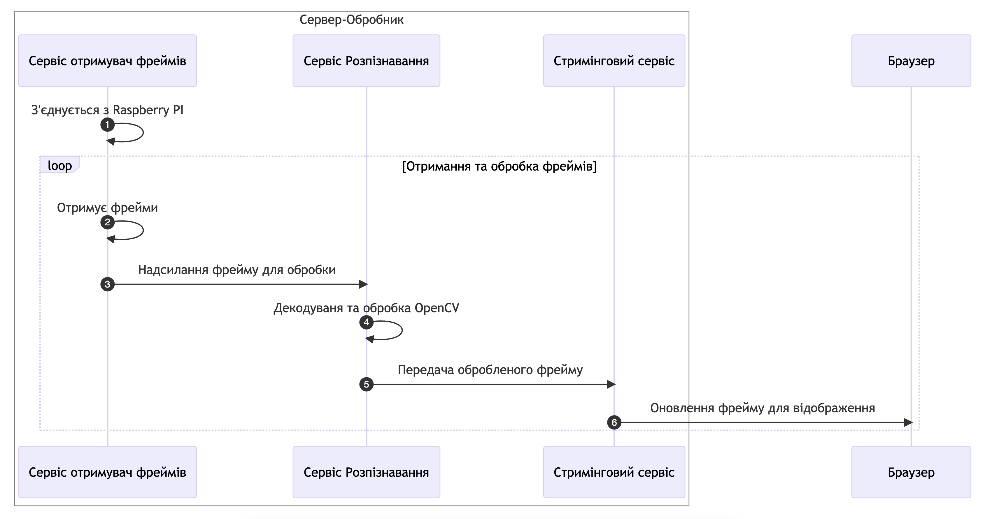 Сервер-Обробник
Сервіс отримувач фреймів
Сервіс Розпізнавання
Стримінговий сервіс
Браузер
З’єднується з Raspberry PI
1
loop
[Отримання та обробка фреймів]
Отримує фрейми
2
Надсилання фрейму для обробки
3
Декодуваня та обробка OpenCV
4
Передача обробленого фрейму
5
Оновлення фрейму для відображення
6
Сервіс отримувач фреймів
Сервіс Розпізнавання
Стримінговий сервіс
Браузер